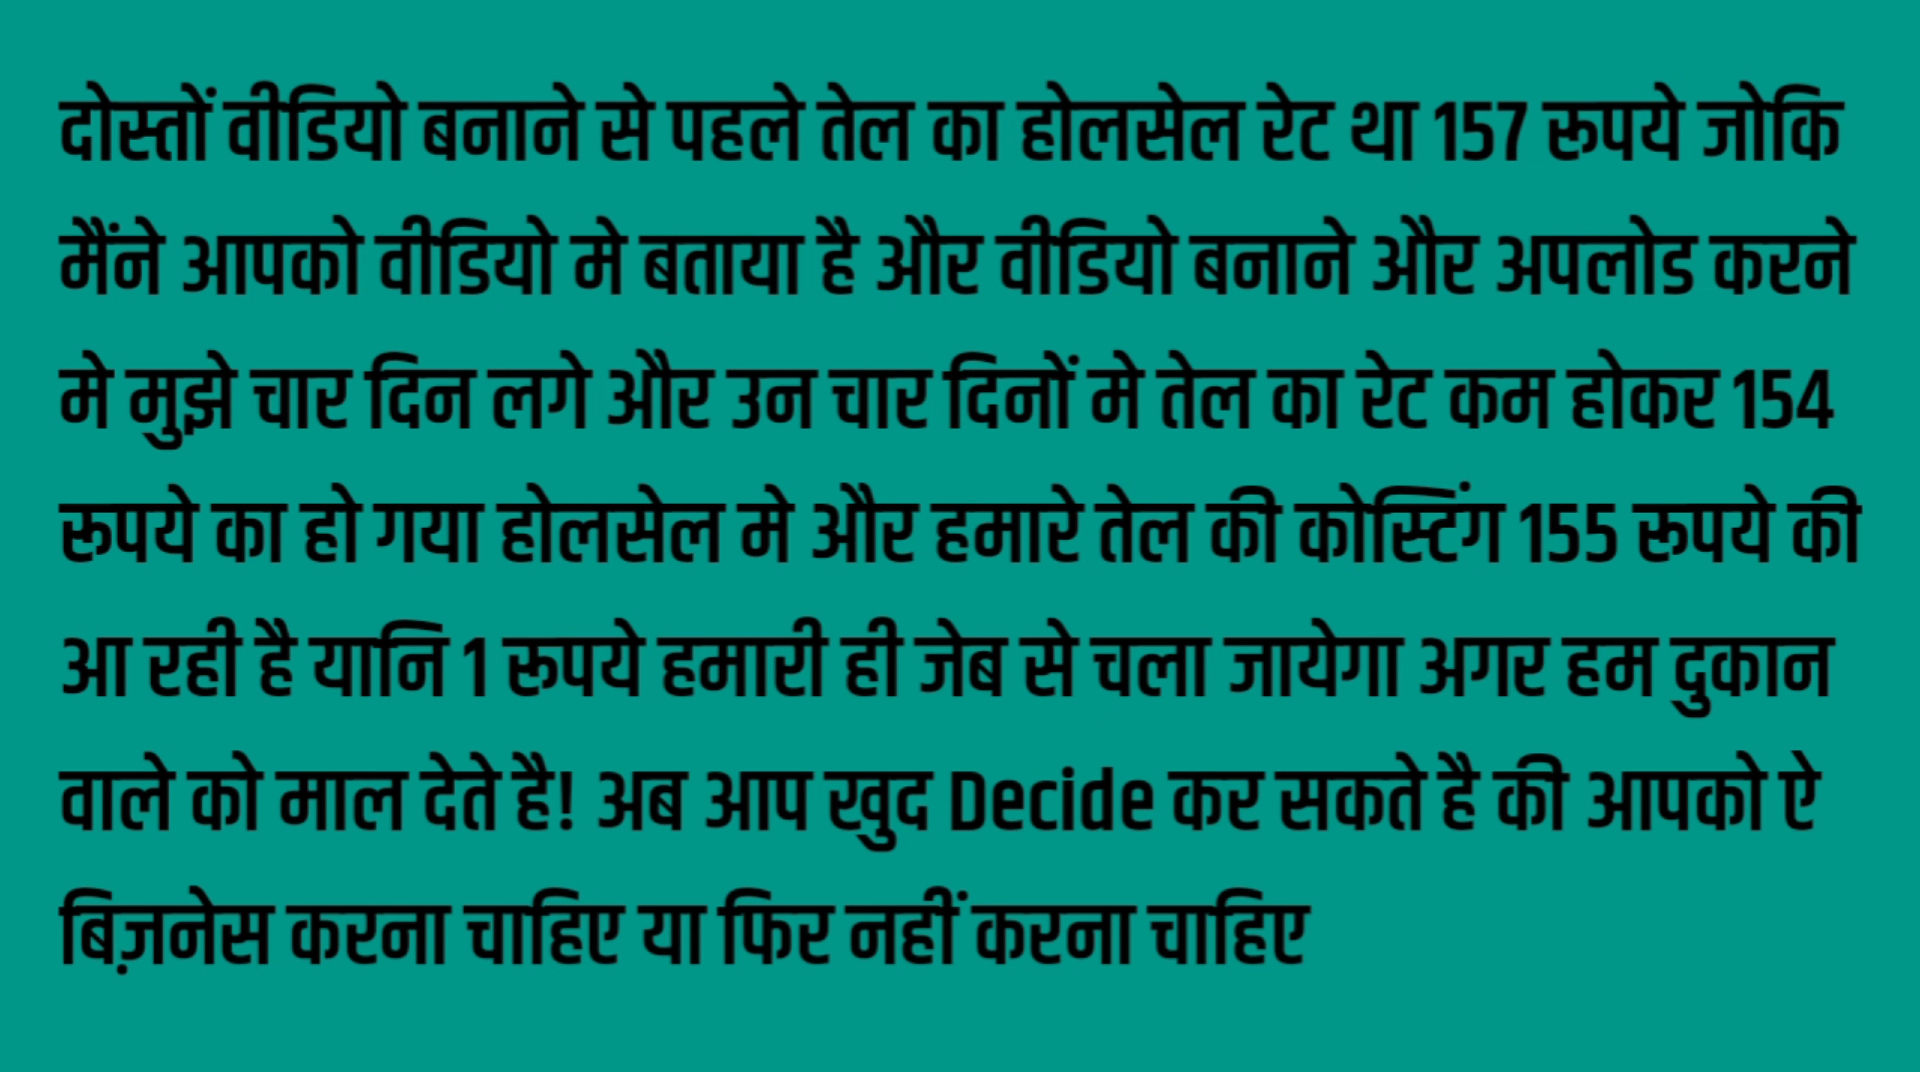 दोस्तों वीडियो बनाने से पहले तेल का होलसेल रेट था 157 रूपये जोकि
मैंने आपको वीडियो मे बताया है और वीडियो बनाने और अपलोड करने
मे मुझे चार दिन लगे और उन चार दिनों मे तेल का रेट कम होकर 154
रूपये का हो गया होलसेल मे और हमारे तेल की कोस्टिंग 155 रूपये की
आ रही है यानि 1 रूपये हमारी ही जेब से चला जायेगा अगर हम दुकान
वाले को माल देते है! अब आप खुद Decide कर सकते है की आपको ऐ
बिज़नेस करना चाहिए या फिर नहीं करना चाहिए